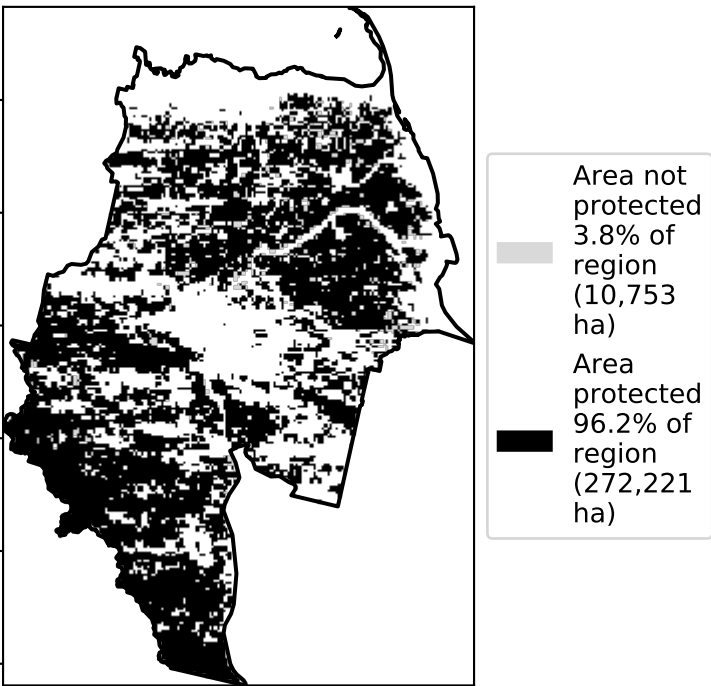 Area not
protected
3.8% of
region
(10,753
ha)
Area
protected
96.2% of
region
(272,221
ha)